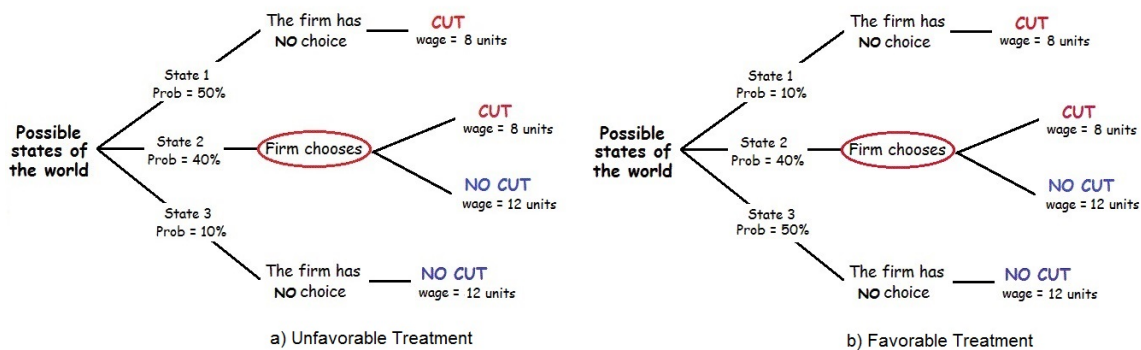 The firm has
NO choice
CUT
wage = 8 units
State 1
Prob = 50%
Possible
states of
the world
State 2
Prob = 40%
Firm chooses
CUT
wage = 8 units
NO CUT
wage = 12 units
State 3
Prob = 10%
The firm has
NO choice
NO CUT
wage = 12 units
a) Unfavorable Treatment
The firm has
NO choice
CUT
wage = 8 units
State 1
Prob = 10%
Possible
states of
the world
State 2
Prob = 40%
Firm chooses
CUT
wage = 8 units
NO CUT
wage = 12 units
State 3
Prob = 50%
The firm has
NO choice
NO CUT
wage = 12 units
b) Favorable Treatment